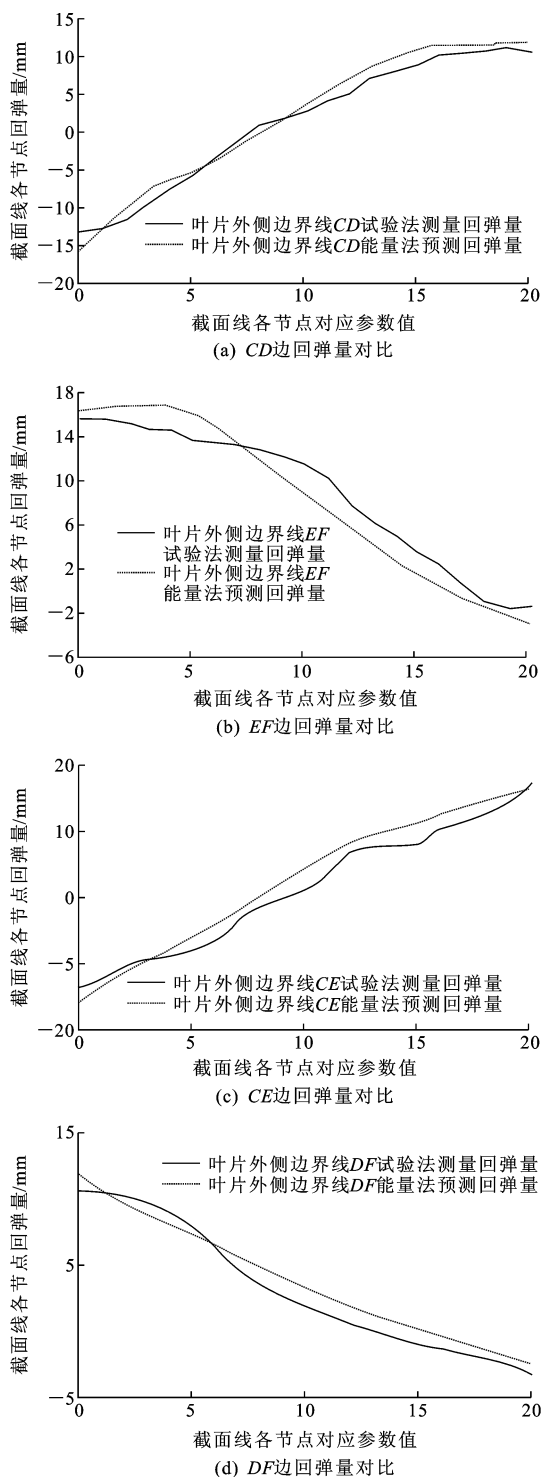 截面线各节点回弹量/mm
15
10
5
0
−5
−10
−15
−20
叶片外侧边界线CD试验法测量回弹量
叶片外侧边界线CD能量法预测回弹量
0 5 10 15 20
截面线各节点对应参数值
(a) CD边回弹量对比
截面线各节点回弹量/mm
18
14
10
6
2
−2
−6
叶片外侧边界线EF
试验法测量回弹量
叶片外侧边界线EF
能量法预测回弹量
0 5 10 15 20
截面线各节点对应参数值
(b) EF边回弹量对比
截面线各节点回弹量/mm
20
10
0
−5
−20
叶片外侧边界线CE试验法测量回弹量
叶片外侧边界线CE能量法预测回弹量
0 5 10 15 20
截面线各节点对应参数值
(c) CE边回弹量对比
截面线各节点回弹量/mm
15
5
−5
叶片外侧边界线DF试验法测量回弹量
叶片外侧边界线DF能量法预测回弹量
0 5 10 15 20
截面线各节点对应参数值
(d) DF边回弹量对比